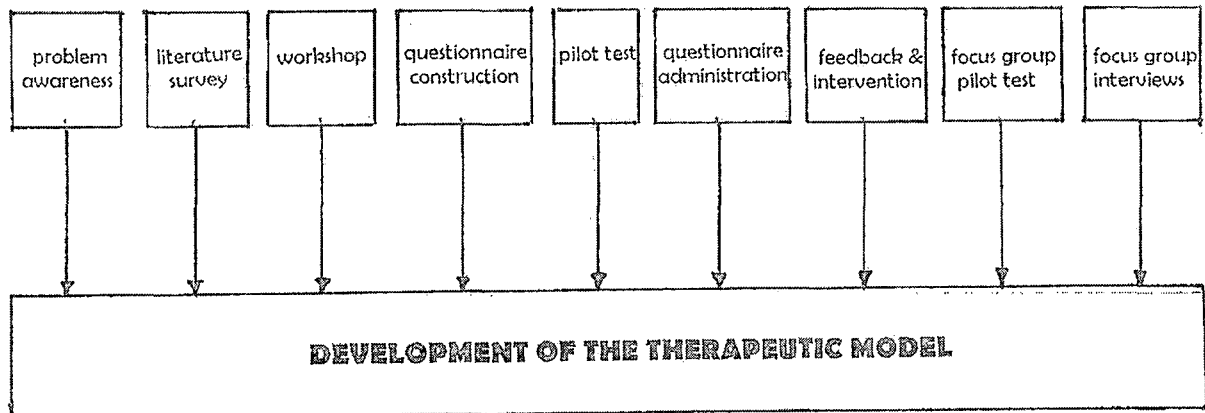 problem
awareness
literature
survey
workshop
questionnaire
construction
pilot test
questionnaire
administration
feedback &
intervention
focus group
pilot test
focus group
interviews
DEVELOPMENT OF THE THERAPEUTIC MODEL